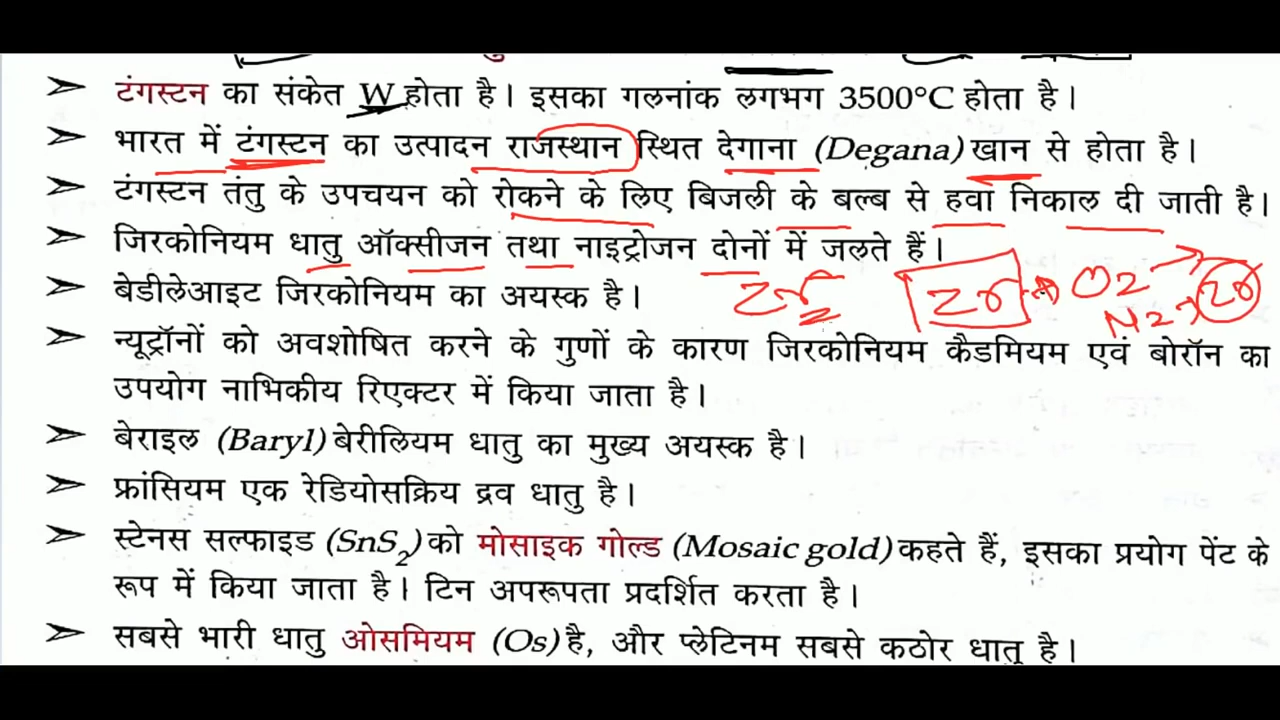 ➢ टंगस्टन का संकेत W होता है। इसका गलनांक लगभग 3500°C होता है।
➢ भारत में टंगस्टन का उत्पादन राजस्थान स्थित देगाना (Degana) खान से होता है।
➢ टंगस्टन तंतु के उपचयन को रोकने के लिए बिजली के बल्ब से हवा निकाल दी जाती है।
➢ जिरकोनियम धातु ऑक्सीजन तथा नाइट्रोजन दोनों में जलते हैं।
➢ बेडीलेआइट जिरकोनियम का अयस्क है।
Zr Zr → O2 → Zr
N2
➢ न्यूट्रॉनों को अवशोषित करने के गुणों के कारण जिरकोनियम कैडमियम एवं बोरॉन का
उपयोग नाभिकीय रिएक्टर में किया जाता है।
➢ बेराइल (Baryl) बेरीलियम धातु का मुख्य अयस्क है।
➢ फ्रांसियम एक रेडियोसक्रिय द्रव धातु है।
➢ स्टेनस सल्फाइड (SnS2) को मोसाइक गोल्ड (Mosaic gold) कहते हैं, इसका प्रयोग पेंट के
रूप में किया जाता है। टिन अपरूपता प्रदर्शित करता है।
➢ सबसे भारी धातु ओसमियम (Os) है, और प्लेटिनम सबसे कठोर धातु है।